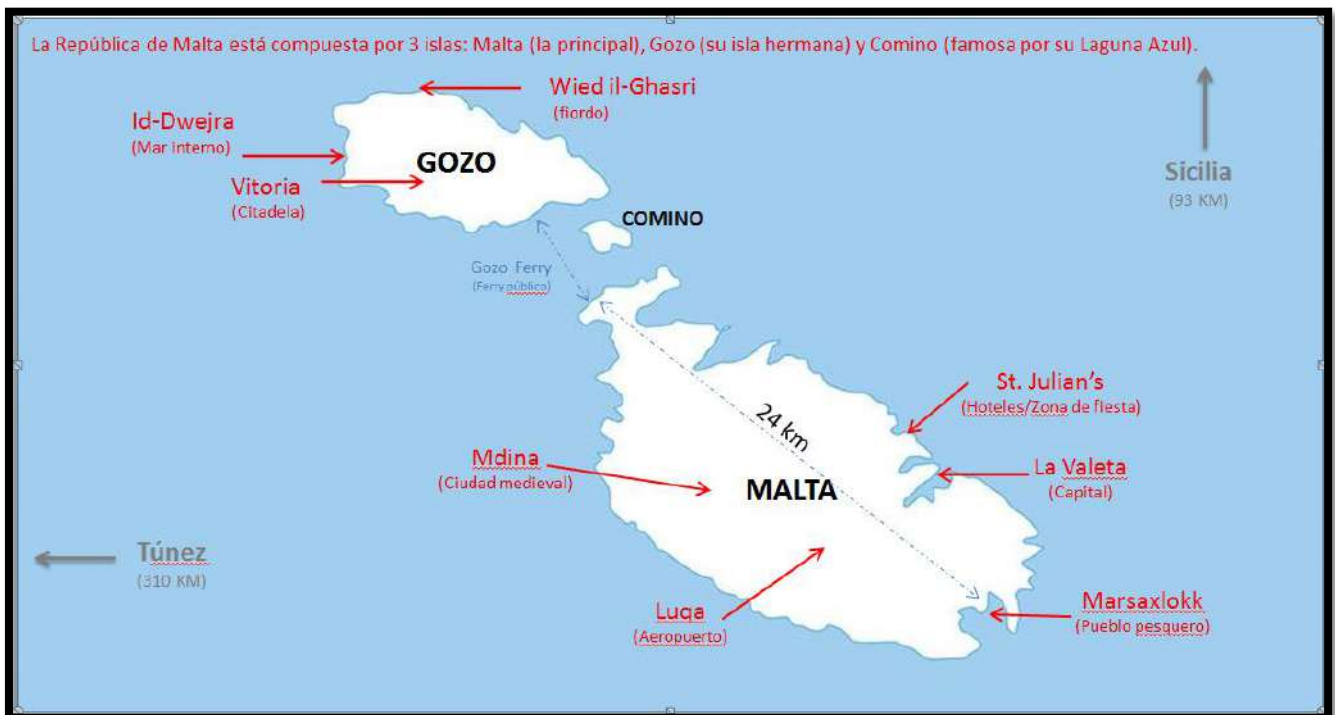 La República de Malta está compuesta por 3 islas: Malta (la principal), Gozo (su isla hermana) y Comino (famosa por su Laguna Azul).
Wied il-Ghasri
(fiordo)
Id-Dwejra
(Mar Interno)
GOZO
Vitoria
(Citadela)
Sicilia
(93 KM)
COMINO
Gozo Ferry
(Ferry público)
St. Julian's
(Hoteles/Zona de fiesta)
24 km
Mdina
(Ciudad medieval)
MALTA
La Valeta
(Capital)
Túnez
(310 KM)
Luqa
(Aeropuerto)
Marsaxlokk
(Pueblo pesquero)